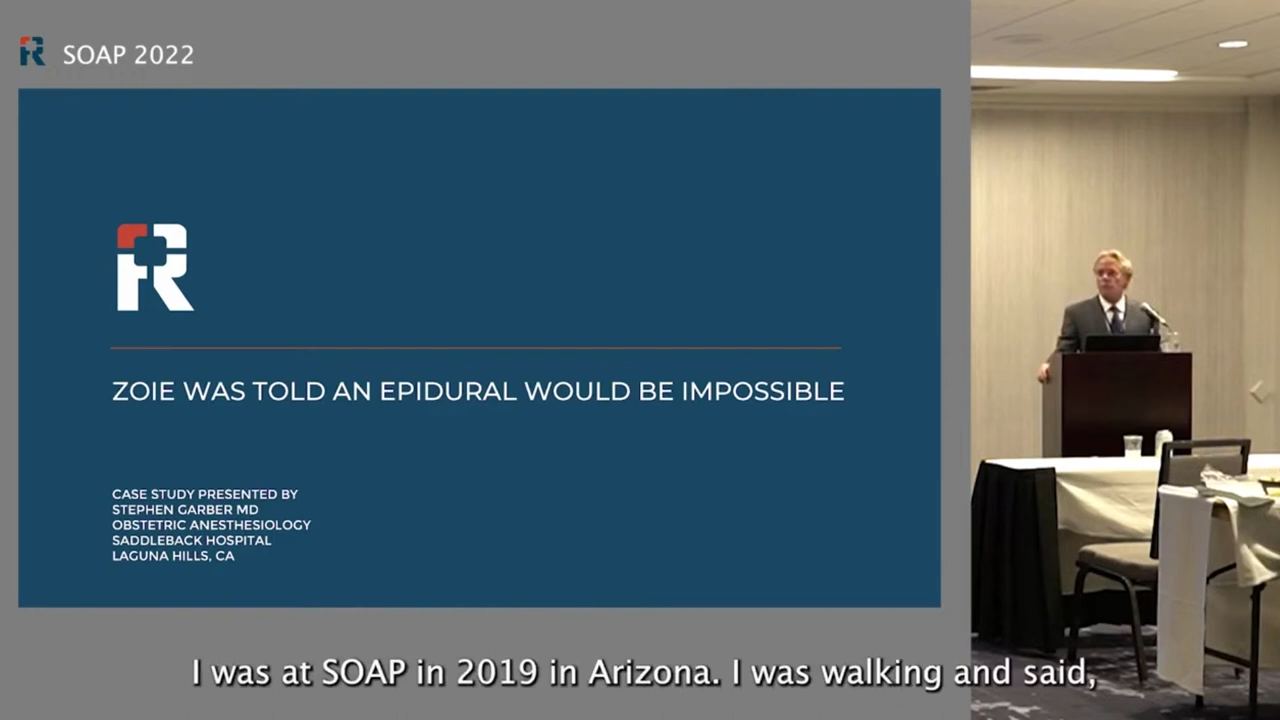 SOAP 2022
ZOIE WAS TOLD AN EPIDURAL WOULD BE IMPOSSIBLE
CASE STUDY PRESENTED BY
STEPHEN GARBER MD
OBSTETRIC ANESTHESIOLOGY
SADDLEBACK HOSPITAL
LAGUNA HILLS, CA
I was at SOAP in 2019 in Arizona. I was walking and said,